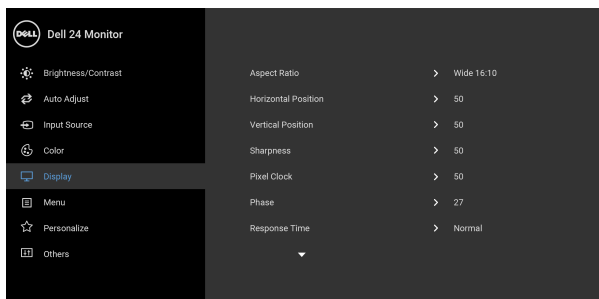 DELL Dell 24 Monitor
Brightness/Contrast
Auto Adjust
Input Source
Color
Display
Menu
Personalize
Others
Aspect Ratio Wide 16:10
Horizontal Position 50
Vertical Position 50
Sharpness 50
Pixel Clock 50
Phase 27
Response Time Normal